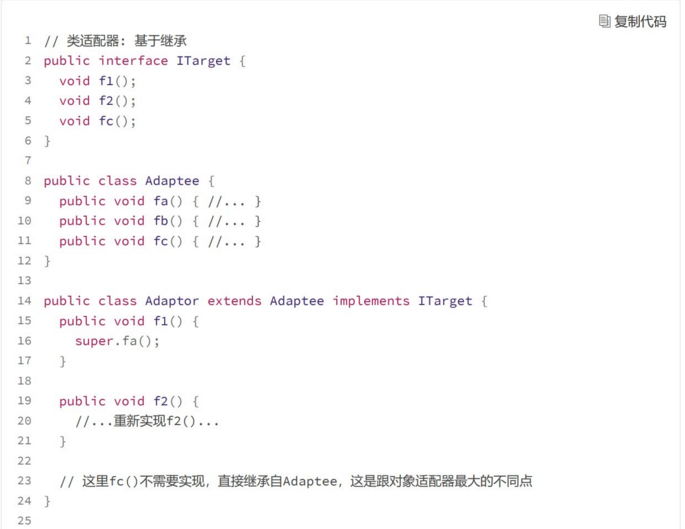 复制代码
1 // 类适配器: 基于继承
2 public interface ITarget {
3   void f1();
4   void f2();
5   void fc();
6 }
7
8 public class Adaptee {
9   public void fa() { //... }
10   public void fb() { //... }
11   public void fc() { //... }
12 }
13
14 public class Adaptor extends Adaptee implements ITarget {
15   public void f1() {
16     super.fa();
17   }
18
19   public void f2() {
20     //...重新实现f2()...
21   }
22
23   // 这里fc()不需要实现，直接继承自Adaptee，这是跟对象适配器最大的不同点
24 }
25